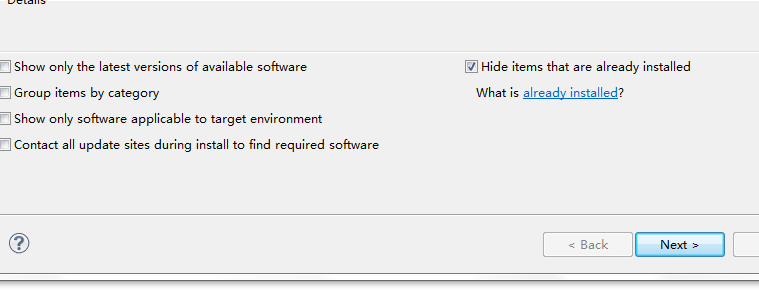 Details
Show only the latest versions of available software
Hide items that are already installed
Group items by category
What is already installed?
Show only software applicable to target environment
Contact all update sites during install to find required software
?
< Back
Next >